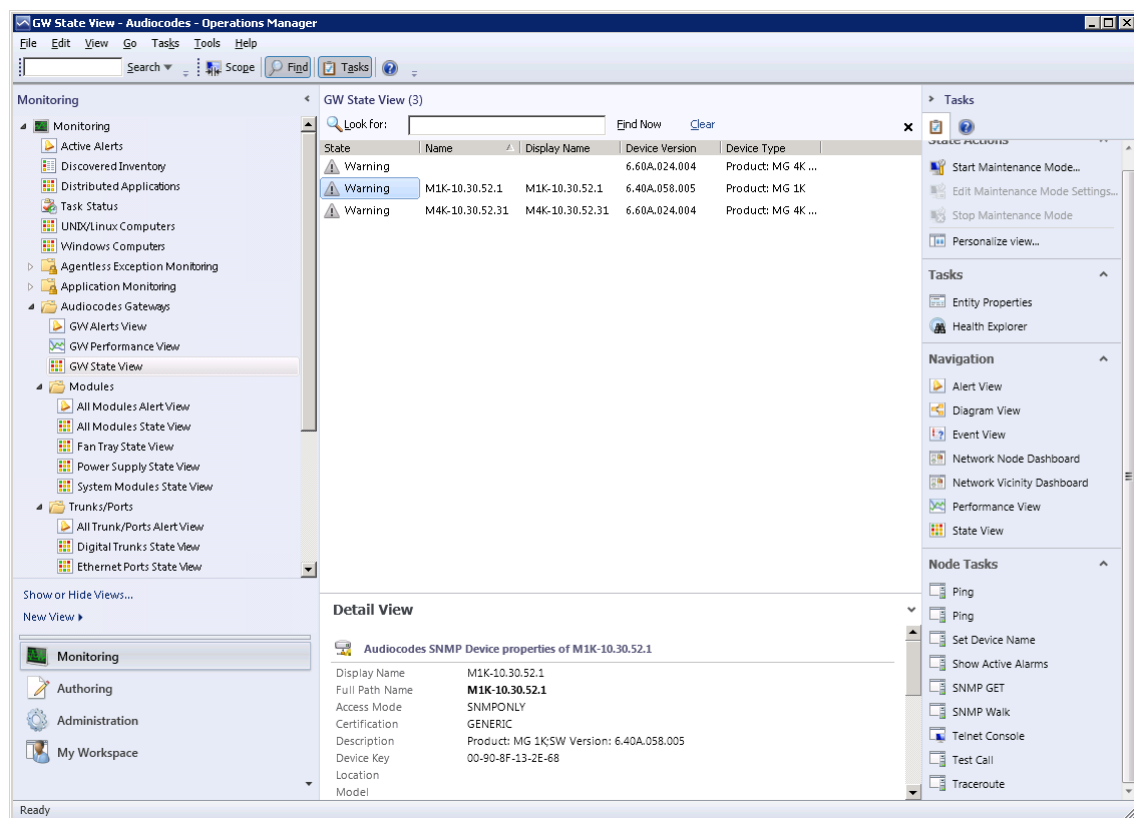 GW State View - Audiocodes - Operations Manager
File Edit View Go Tasks Tools Help
Search Scope Find Tasks
Monitoring
Monitoring
Active Alerts
Discovered Inventory
Distributed Applications
Task Status
UNIX/Linux Computers
Windows Computers
Agentless Exception Monitoring
Application Monitoring
Audiocodes Gateways
GW Alerts View
GW Performance View
GW State View
Modules
All Modules Alert View
All Modules State View
Fan Tray State View
Power Supply State View
System Modules State View
Trunks/Ports
All Trunk/Ports Alert View
Digital Trunks State View
Ethernet Ports State View
Show or Hide Views...
New View
Monitoring
Authoring
Administration
My Workspace
GW State View (3)
Look for: Find Now Clear
State Name Display Name Device Version Device Type
Warning 6.60A.024.004 Product: MG 4K ...
Warning M1K-10.30.52.1 M1K-10.30.52.1 6.40A.058.005 Product: MG 1K
Warning M4K-10.30.52.31 M4K-10.30.52.31 6.60A.024.004 Product: MG 4K ...
Detail View
Audiocodes SNMP Device properties of M1K-10.30.52.1
Display Name M1K-10.30.52.1
Full Path Name M1K-10.30.52.1
Access Mode SNMPONLY
Certification GENERIC
Description Product: MG 1K;SW Version: 6.40A.058.005
Device Key 00-90-8F-13-2E-68
Location
Model
Tasks
State Actions
Start Maintenance Mode...
Edit Maintenance Mode Settings...
Stop Maintenance Mode
Personalize view...
Tasks
Entity Properties
Health Explorer
Navigation
Alert View
Diagram View
Event View
Network Node Dashboard
Network Vicinity Dashboard
Performance View
State View
Node Tasks
Ping
Ping
Set Device Name
Show Active Alarms
SNMP GET
SNMP Walk
Telnet Console
Test Call
Traceroute
Ready